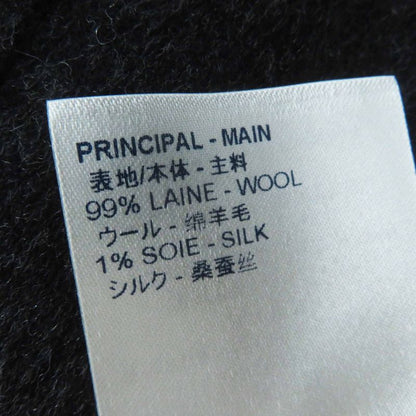 PRINCIPAL - MAIN
表地/本体 - 主料
99% LAINE - WOOL
ウール - 绵羊毛
1% SOIE - SILK
シルク - 桑蚕丝